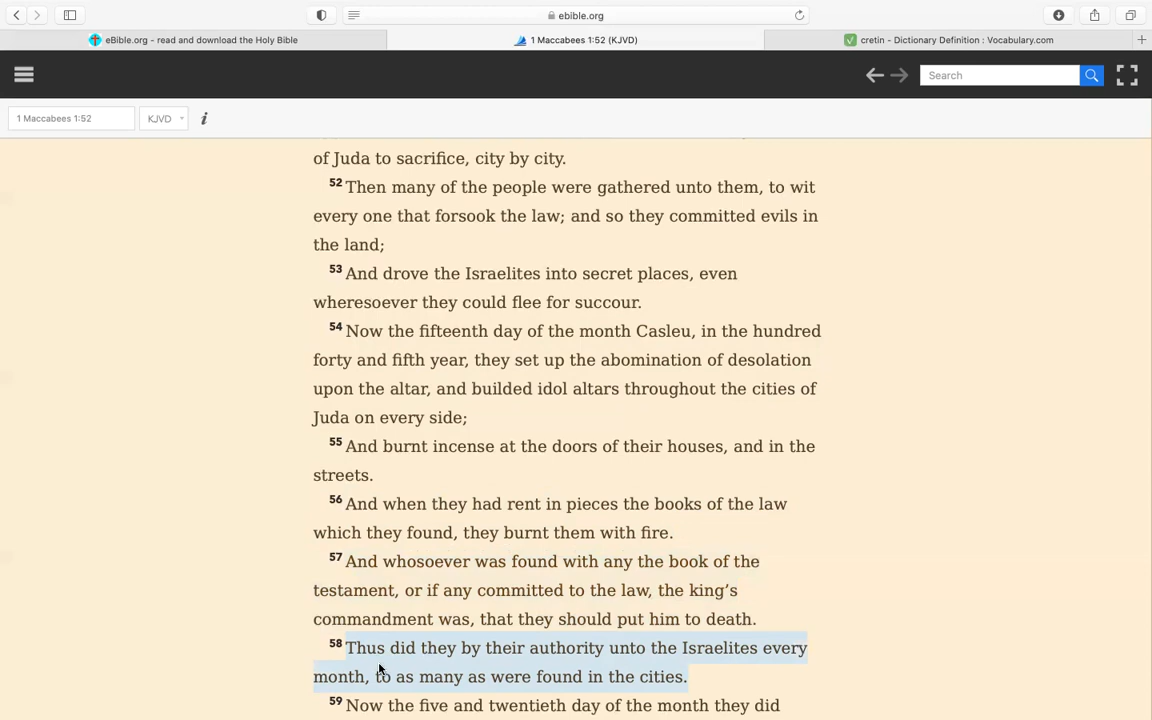 ebible.org
eBible.org - read and download the Holy Bible
1 Maccabees 1:52 (KJVD)
cretin - Dictionary Definition : Vocabulary.com
Search
1 Maccabees 1:52
KJVD
of Juda to sacrifice, city by city.
52 Then many of the people were gathered unto them, to wit
every one that forsook the law; and so they committed evils in
the land;
53 And drove the Israelites into secret places, even
wheresoever they could flee for succour.
54 Now the fifteenth day of the month Casleu, in the hundred
forty and fifth year, they set up the abomination of desolation
upon the altar, and builded idol altars throughout the cities of
Juda on every side;
55 And burnt incense at the doors of their houses, and in the
streets.
56 And when they had rent in pieces the books of the law
which they found, they burnt them with fire.
57 And whosoever was found with any the book of the
testament, or if any committed to the law, the king’s
commandment was, that they should put him to death.
58 Thus did they by their authority unto the Israelites every
month, to as many as were found in the cities.
59 Now the five and twentieth day of the month they did